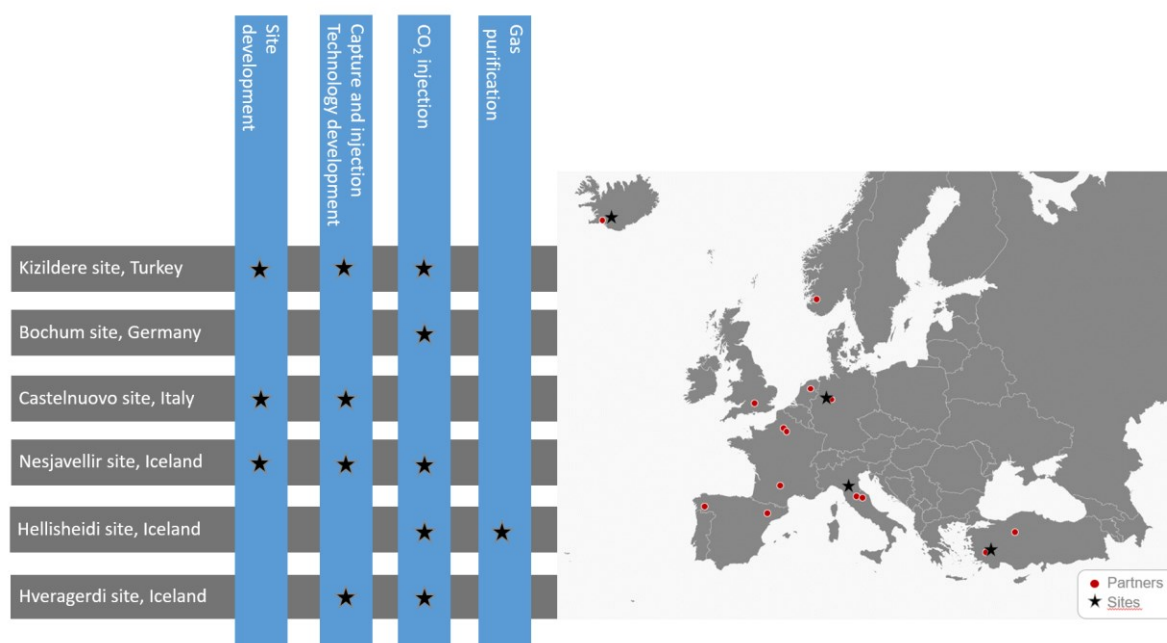 Site
development
Capture and injection
Technology development
CO₂ injection
Gas
purification
Kizildere site, Turkey
Bochum site, Germany
Castelnuovo site, Italy
Nesjavellir site, Iceland
Hellisheidi site, Iceland
Hveragerdi site, Iceland
Partners
Sites